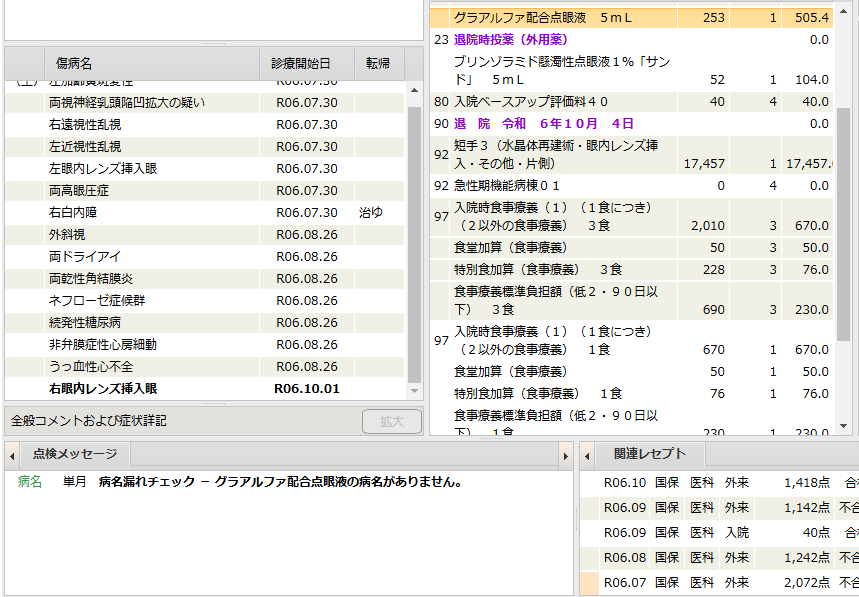 傷病名 診療開始日 転帰
両視神経乳頭陥凹拡大の疑い R06.07.30
右遠視性乱視 R06.07.30
左近視性乱視 R06.07.30
左眼内レンズ挿入眼 R06.07.30
両高眼圧症 R06.07.30
右白内障 R06.07.30 治ゆ
外斜視 R06.08.26
両ドライアイ R06.08.26
両乾性角結膜炎 R06.08.26
ネフローゼ症候群 R06.08.26
続発性糖尿病 R06.08.26
非弁膜症性心房細動 R06.08.26
うっ血性心不全 R06.08.26
右眼内レンズ挿入眼 R06.10.01
全般コメントおよび症状詳記 拡大
グラアルファ配合点眼液 5mL 253 1 505.4
23 退院時投薬（外用薬） 0.0
ブリンゾラミド懸濁性点眼液1%「サン
ド」 5mL 52 1 104.0
80 入院ベースアップ評価料40 40 4 40.0
90 退 院 令和 6年10月 4日 0.0
短手3（水晶体再建術・眼内レンズ挿
92 入・その他・片側） 17,457 1 17,457.
92 急性期機能病棟01 0 4 0.0
入院時食事療養（1）（1食につき）
97 （2以外の食事療養） 3食 2,010 3 670.0
食堂加算（食事療養） 50 3 50.0
特別食加算（食事療養） 3食 228 3 76.0
食事療養標準負担額（低2・90日以
下） 3食 690 3 230.0
入院時食事療養（1）（1食につき）
97 （2以外の食事療養） 1食 670 1 670.0
食堂加算（食事療養） 50 1 50.0
特別食加算（食事療養） 1食 76 1 76.0
食事療養標準負担額（低2・90日以
下） 1食 230 1 230.0
点検メッセージ
病名 単月 病名漏れチェック － グラアルファ配合点眼液の病名がありません。
関連レセプト
R06.10 国保 医科 外来 1,418点
R06.09 国保 医科 外来 1,142点 不合
R06.09 国保 医科 入院 40点
R06.08 国保 医科 外来 1,242点 不合
R06.07 国保 医科 外来 2,072点 不合